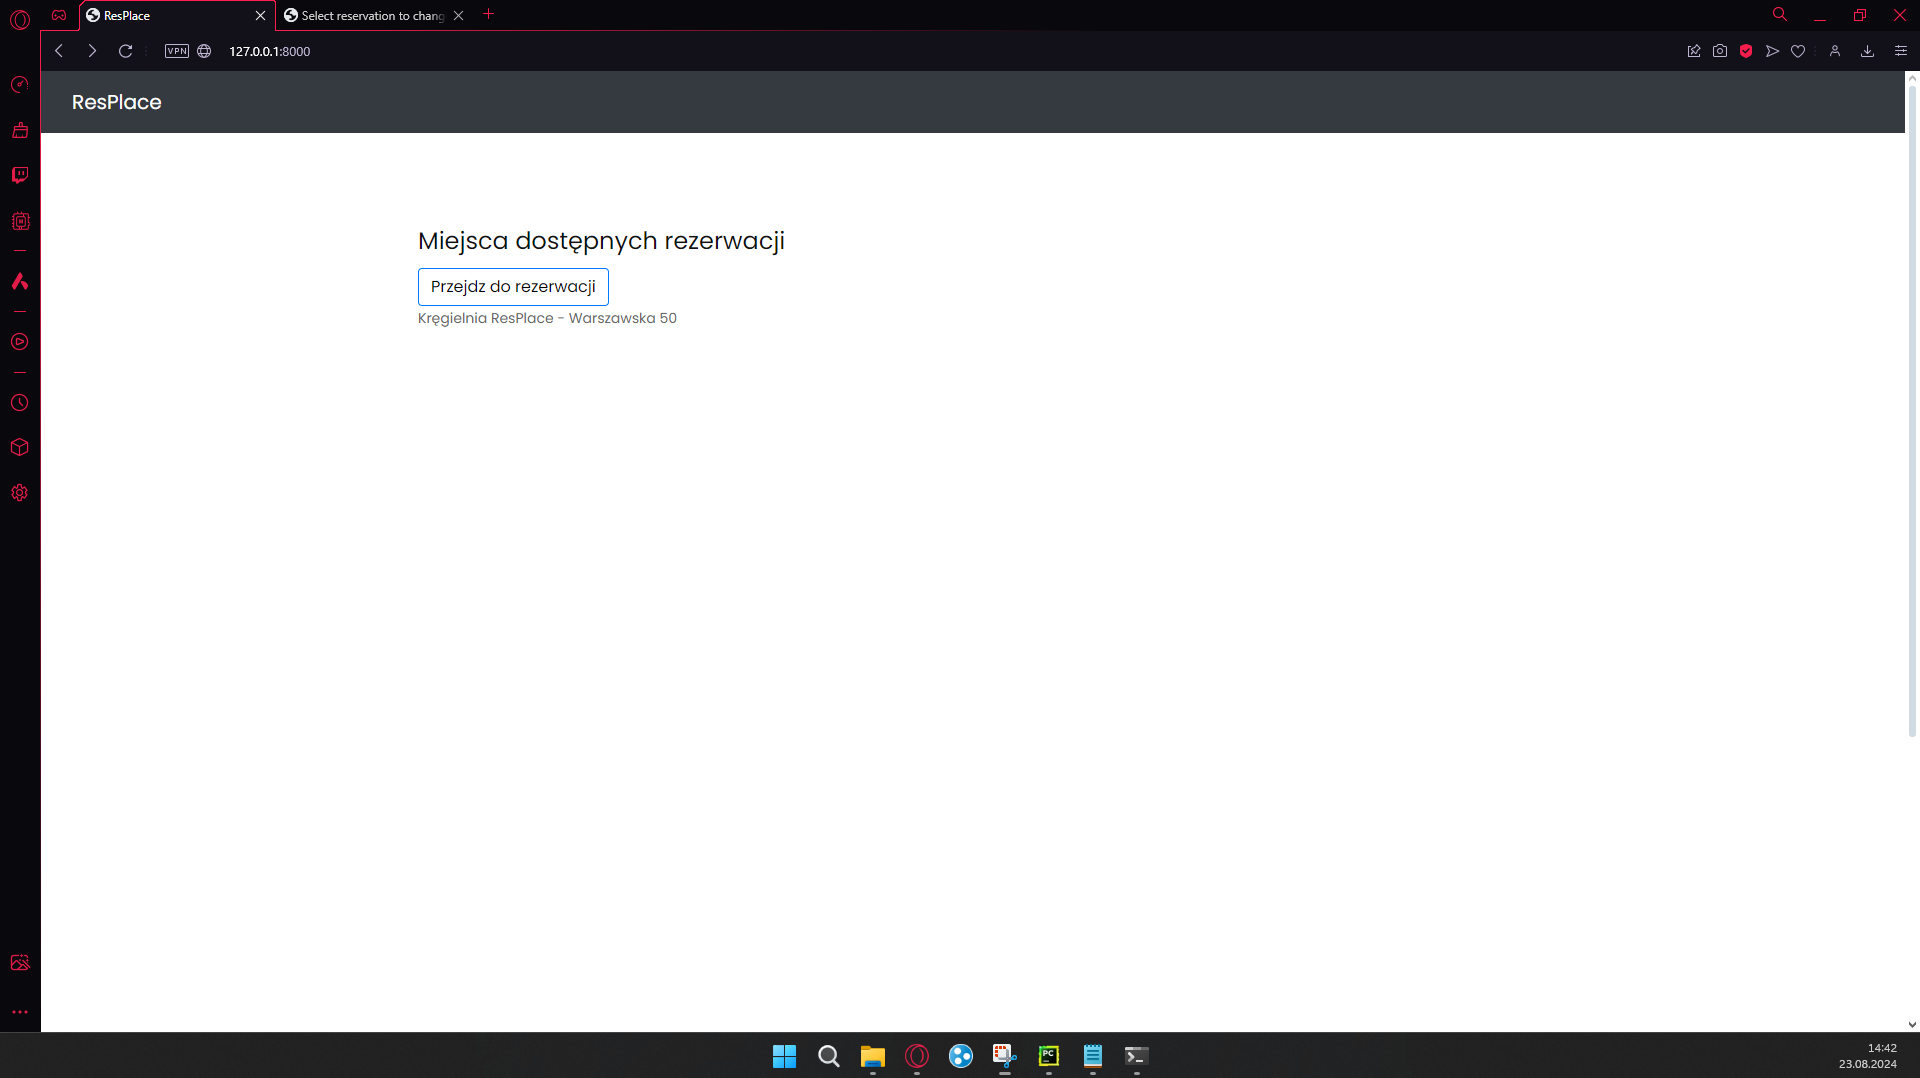 ResPlace
Select reservation to chang
VPN
127.0.0.1:8000
ResPlace
Miejsca dostępnych rezerwacji
Przejdz do rezerwacji
Kręgielnia ResPlace - Warszawska 50
PC
14:42
23.08.2024